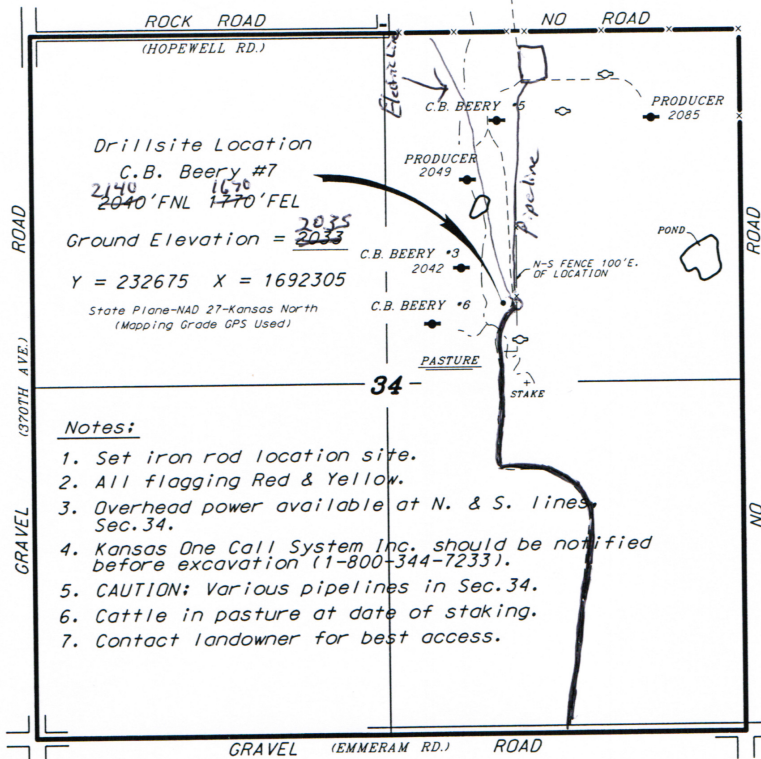 ROCK ROAD
NO ROAD
(HOPEWELL RD.)
Electric Line
C.B. BEERY #5
PRODUCER
2085
Drillsite Location
C.B. Beery #7
2140 1670
2040'FNL 1770'FEL
2035
Ground Elevation = 2033
Y = 232675 X = 1692305
State Plane-NAD 27-Kansas North
(Mapping Grade GPS Used)
PRODUCER
2049
Pipeline
C.B. BEERY #3
2042
C.B. BEERY #6
N-S FENCE 100'E.
OF LOCATION
POND
PASTURE
STAKE
34
ROAD
(370TH AVE.)
GRAVEL
ROAD
NO
Notes:
1. Set iron rod location site.
2. All flagging Red & Yellow.
3. Overhead power available at N. & S. lines,
Sec.34.
4. Kansas One Call System Inc. should be notified
before excavation (1-800-344-7233).
5. CAUTION: Various pipelines in Sec.34.
6. Cattle in pasture at date of staking.
7. Contact landowner for best access.
GRAVEL (EMMERAM RD.) ROAD